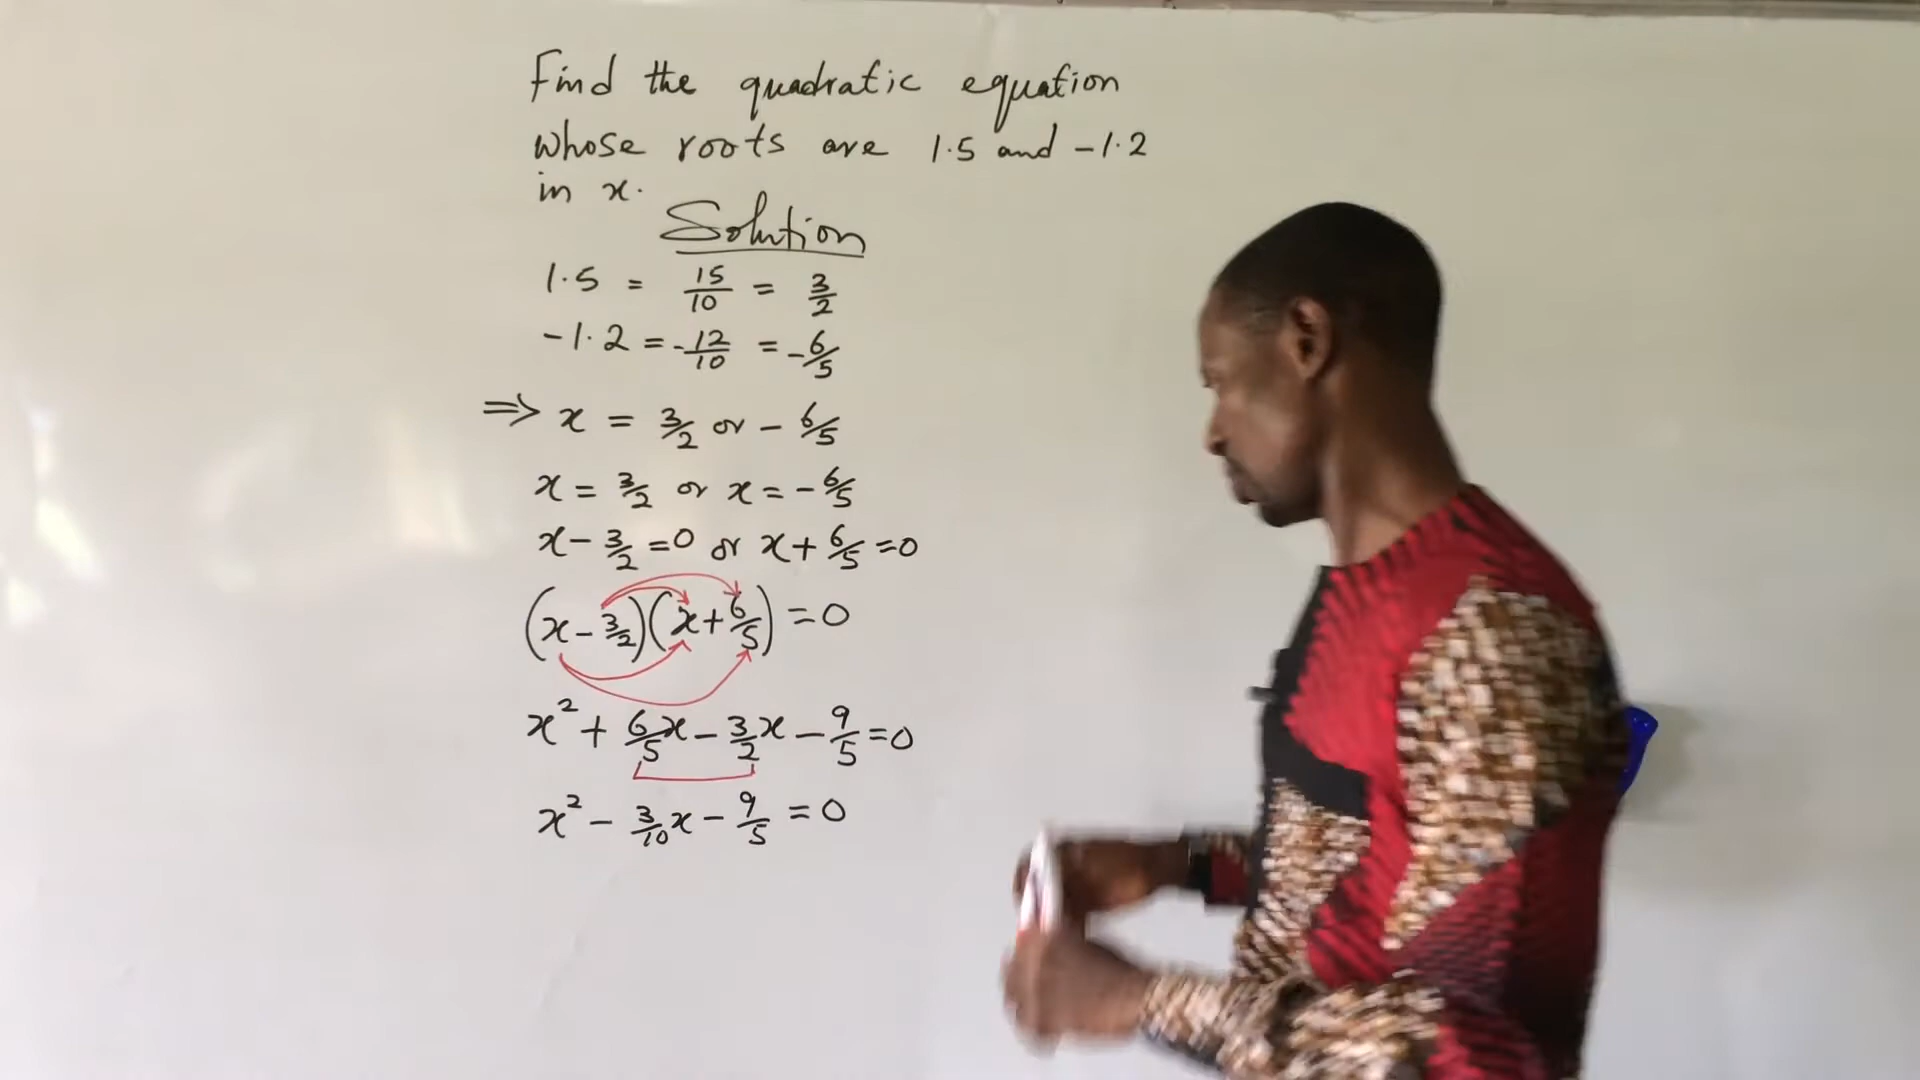 Find the quadratic equation
whose roots are 1.5 and -1.2
in x.
Solution
1.5 = 15/10 = 3/2
-1.2 = -12/10 = -6/5
⇒ x = 3/2 or - 6/5
x = 3/2 or x = -6/5
x - 3/2 = 0 or x + 6/5 = 0
(x - 3/2)(x + 6/5) = 0
x² + 6/5x - 3/2x - 9/5 = 0
x² - 3/10x - 9/5 = 0